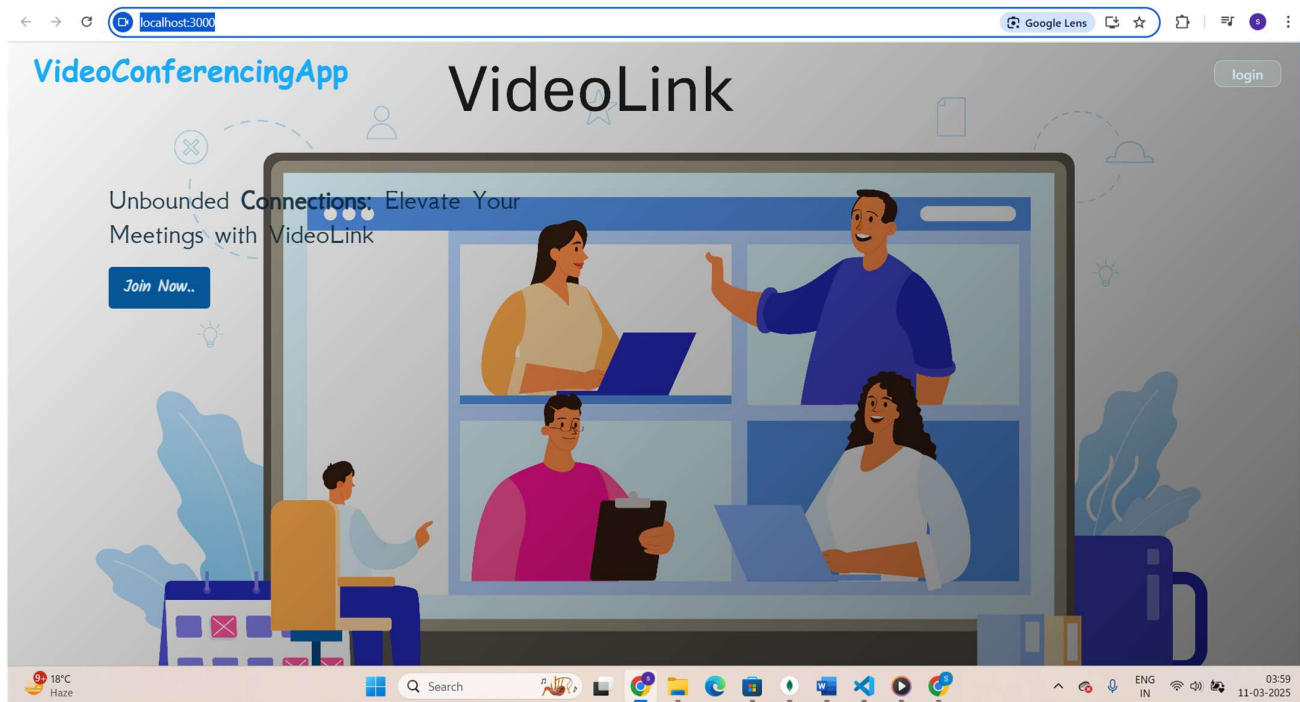 localhost:3000
Google Lens
s
VideoConferencingApp
VideoLink
login
Unbounded Connections: Elevate Your
Meetings with VideoLink
Join Now..
9+
18°C
Haze
Search
S
W
S
ENG
IN
03:59
11-03-2025